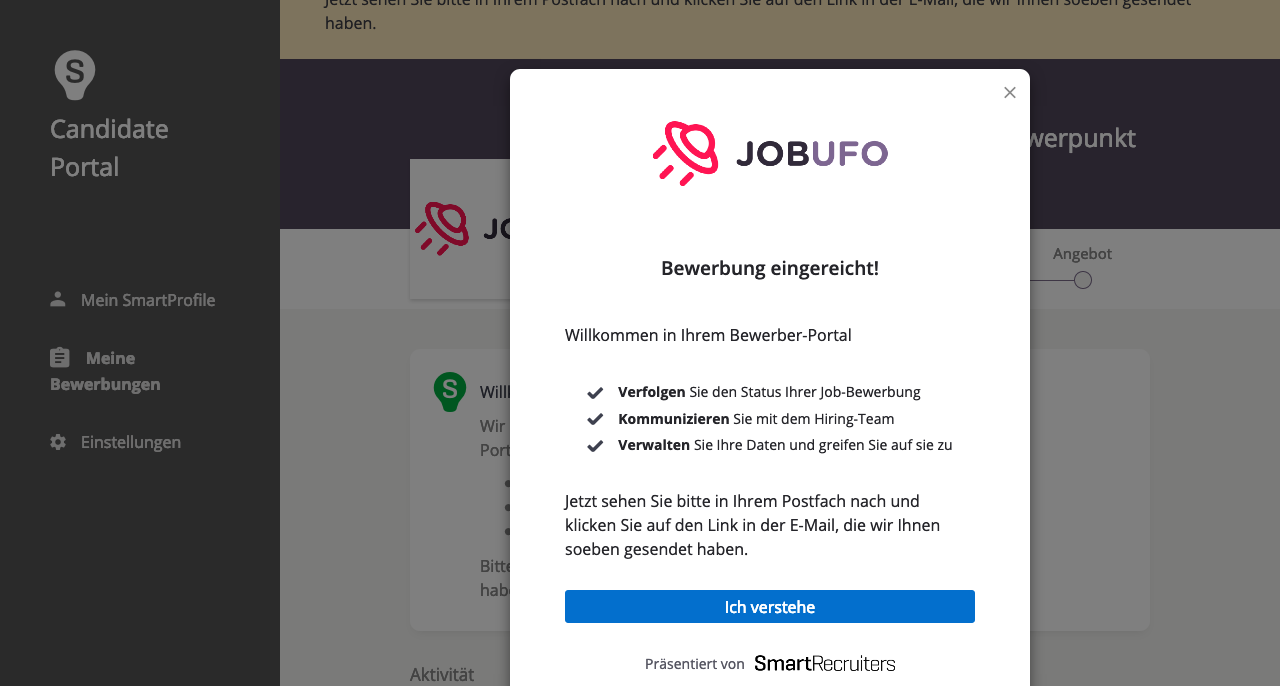 Jetzt sehen Sie bitte in Ihrem Postfach nach und klicken Sie auf den Link in der E-Mail, die wir Ihnen soeben gesendet
haben.
S
Candidate
Portal
Mein SmartProfile
Meine
Bewerbungen
Einstellungen
werpunkt
Angebot
JO
S
Will
Wir
Port
Bitte
habe
Aktivität
JOBUFO
Bewerbung eingereicht!
Willkommen in Ihrem Bewerber-Portal
Verfolgen Sie den Status Ihrer Job-Bewerbung
Kommunizieren Sie mit dem Hiring-Team
Verwalten Sie Ihre Daten und greifen Sie auf sie zu
Jetzt sehen Sie bitte in Ihrem Postfach nach und
klicken Sie auf den Link in der E-Mail, die wir Ihnen
soeben gesendet haben.
Ich verstehe
Präsentiert von SmartRecruiters